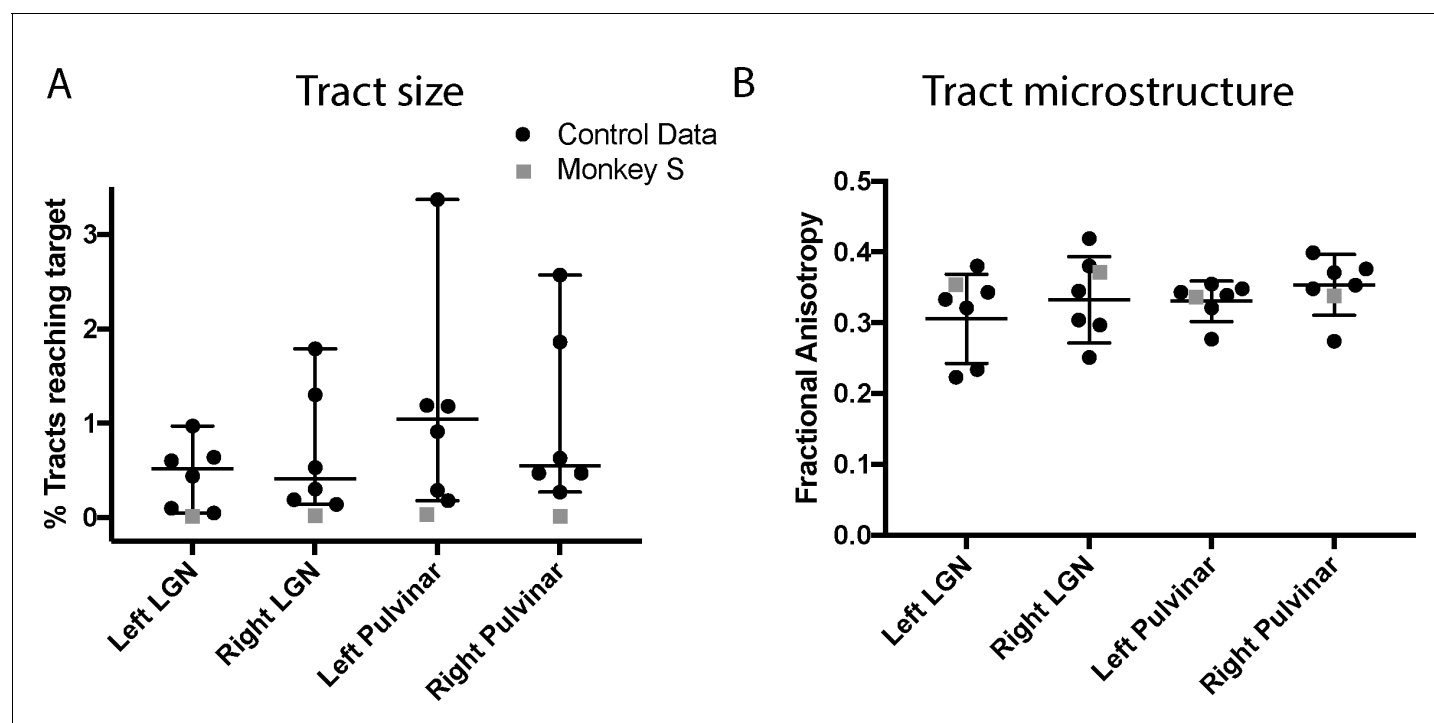 A
Tract size
Control Data
Monkey S
% Tracts reaching target
3
2
1
0
Left LGN
Right LGN
Left Pulvinar
Right Pulvinar
B
Tract microstructure
Fractional Anisotropy
0.5
0.4
0.3
0.2
0.1
0.0
Left LGN
Right LGN
Left Pulvinar
Right Pulvinar